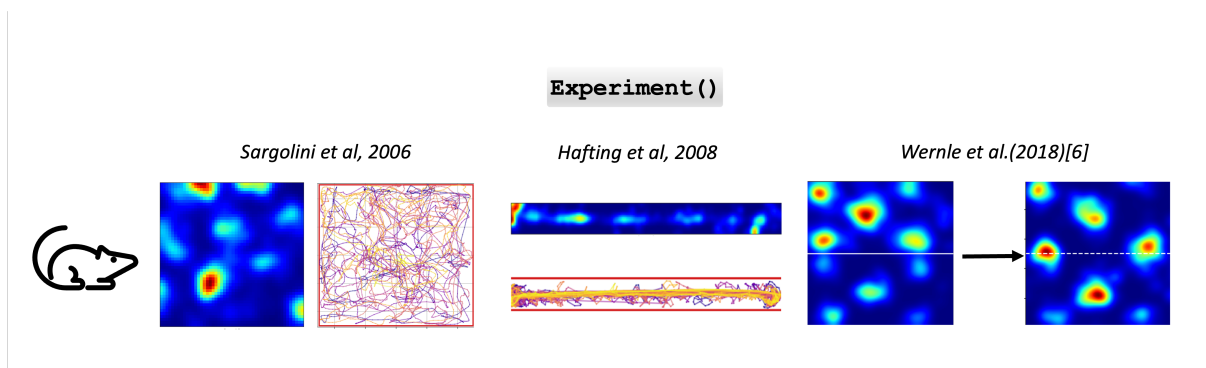 Experiment()
Sargolini et al, 2006
Hafting et al, 2008
Wernle et al.(2018)[6]